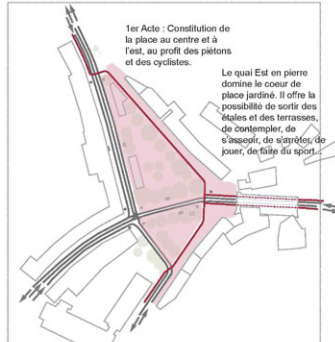 1er Acte : Constitution de
la place au centre et à
l'est, au profit des piétons
et des cyclistes.
Le quai Est en pierre
domine le coeur de
place jardiné. Il offre la
possibilité de sortir des
étales et des terrasses,
de contempler, de
s'asseoir, de s'arrêter, de
jouer, de faire du sport...